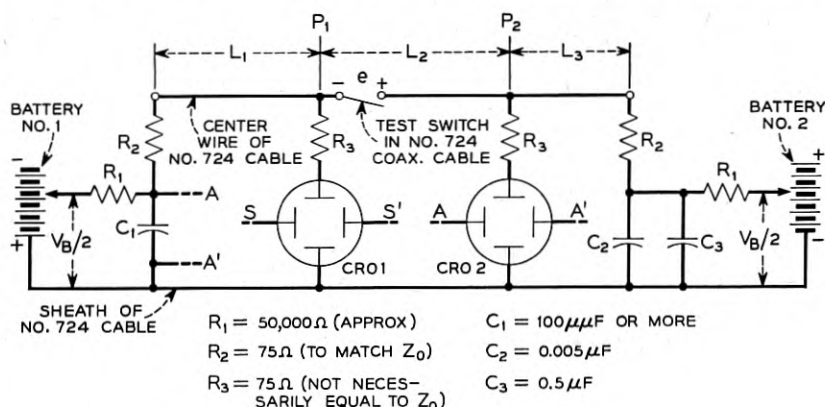 P₁
P₂
L₁
L₂
L₃
e
- +
BATTERY
NO. 1
R₂
CENTER
WIRE OF
NO. 724 CABLE
R₃
TEST SWITCH
IN NO. 724
COAX. CABLE
R₃
R₂
BATTERY
NO. 2
-
R₁
A
S
S'
A
A'
R₁
+
+
V_B/2
C₁
A'
CRO 1
CRO 2
C₂
C₃
V_B/2
-
SHEATH OF
NO. 724 CABLE
R₁ = 50,000Ω (APPROX)
R₂ = 75Ω (TO MATCH Z₀)
R₃ = 75Ω (NOT NECES-
SARILY EQUAL TO Z₀)
C₁ = 100μμF OR MORE
C₂ = 0.005μF
C₃ = 0.5μF